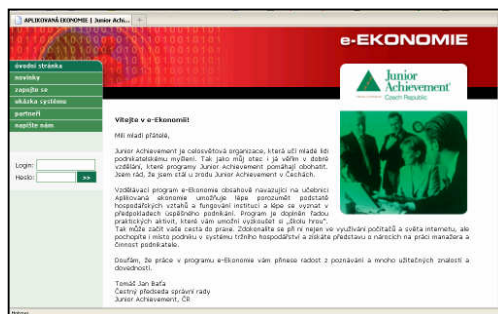 APLIKOVANÁ EKONOMIE | Junior Achi...
e-EKONOMIE
úvodní stránka
novinky
zapojte se
ukázka systému
partneři
napište nám
Login:
Heslo:
>>
Junior
Achievement
Czech Republic
Vítejte v e-Ekonomii!
Milí mladí přátelé,
Junior Achievement je celosvětová organizace, která učí mladé lidi
podnikatelskému myšlení. Tak jako můj otec i já věřím v dobré
vzdělání, které programy Junior Achievement pomáhají obohatit.
Jsem rád, že jsem stál u zrodu Junior Achievement v Čechách.
Vzdělávací program e-Ekonomie obsahově navazující na učebnici
Aplikovaná ekonomie umožňuje lépe porozumět podstatě
hospodářských vztahů a fungování institucí a lépe se vyznat v
předpokladech úspěšného podnikání. Program je doplněn řadou
praktických aktivit, které vám umožní vyzkoušet si „školu hrou“.
Tak může začít vaše cesta do praxe. Zdokonalíte se při ní nejen ve využívání počítačů a světa internetu, ale
pochopíte i místo podniku v systému tržního hospodářství a získáte představu o nárocích na práci manažera a
činnost podnikatele.
Doufám, že práce v programu e-Ekonomie vám přinese radost z poznávání a mnoho užitečných znalostí a
dovedností.
Tomáš Jan Baťa
Čestný předseda správní rady
Junior Achievement, ČR